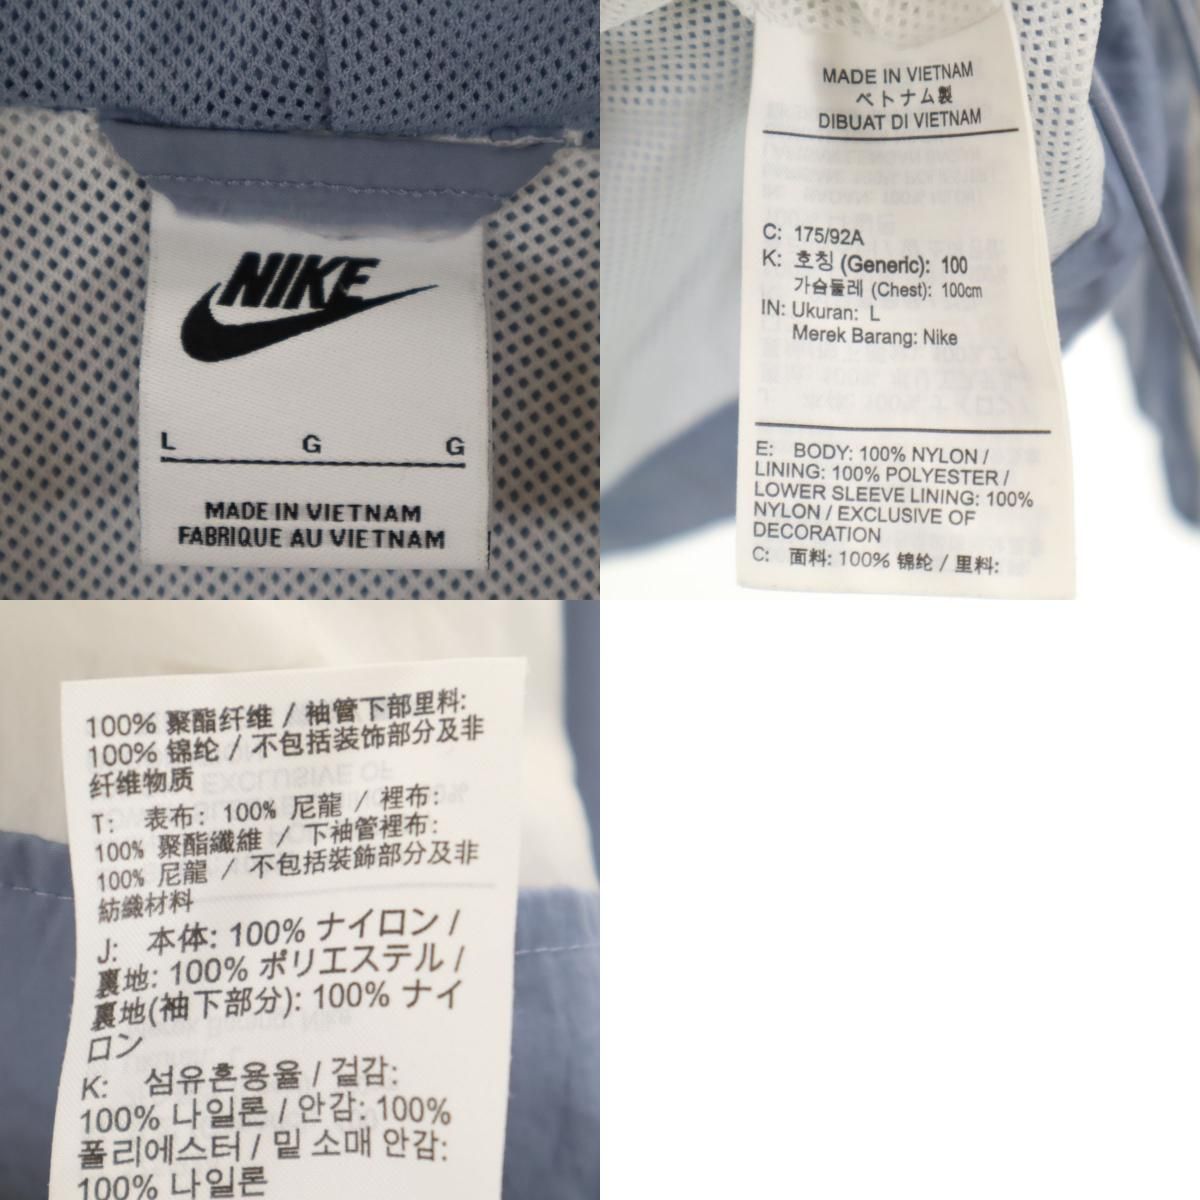 NIKE
L G G
MADE IN VIETNAM
FABRIQUE AU VIETNAM
MADE IN VIETNAM
ベトナム製
DIBUAT DI VIETNAM
C: 175/92A
K: 호칭 (Generic): 100
가슴둘레 (Chest): 100cm
IN: Ukuran: L
Merek Barang: Nike
E: BODY: 100% NYLON /
LINING: 100% POLYESTER /
LOWER SLEEVE LINING: 100%
NYLON / EXCLUSIVE OF
DECORATION
C: 面料: 100% 锦纶 / 里料:
100% 聚酯纤维 / 袖管下部里料:
100% 锦纶 / 不包括装饰部分及非
纤维物质
T: 表布: 100% 尼龍 / 裡布:
100% 聚酯纖維 / 下袖管裡布:
100% 尼龍 / 不包括裝飾部分及非
紡織材料
J: 本体: 100% ナイロン /
裏地: 100% ポリエステル /
裏地(袖下部分): 100% ナイ
ロン
K: 섬유혼용율 / 겉감:
100% 나일론 / 안감: 100%
폴리에스터 / 밑 소매 안감:
100% 나일론